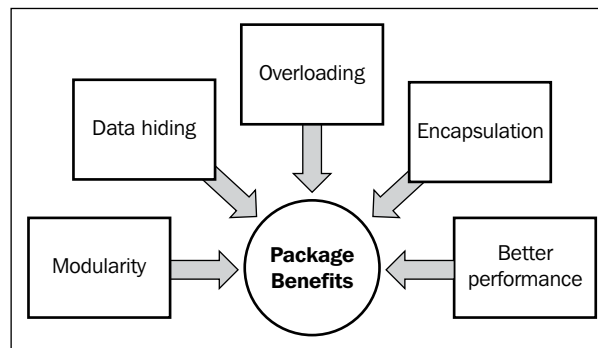 Overloading
Data hiding
Encapsulation
Modularity
Package
Benefits
Better
performance